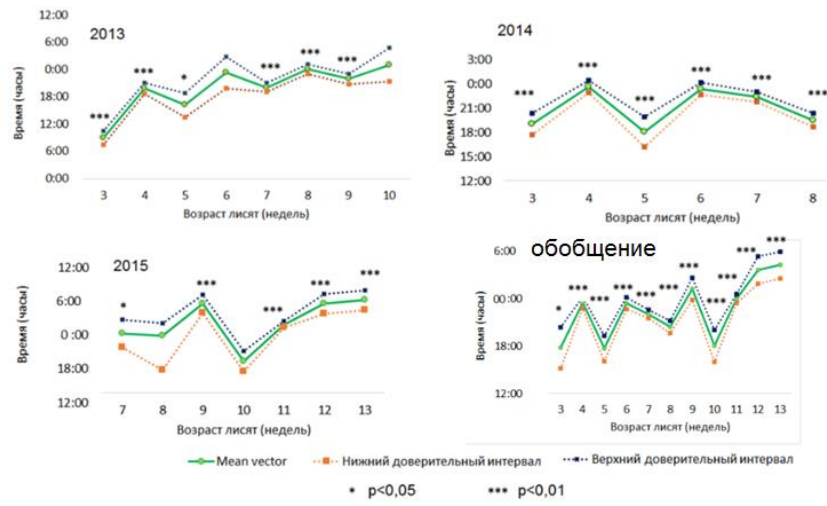 2013
12:00
6:00
0:00
18:00
12:00
6:00
0:00
Время (часы)
*** *** * *** *** ***
3 4 5 6 7 8 9 10
Возраст лисят (недель)
2014
3:00
0:00
21:00
18:00
15:00
12:00
Время (часы)
*** *** *** *** *** ***
3 4 5 6 7 8
Возраст лисят (недель)
2015
12:00
6:00
0:00
18:00
12:00
Время (часы)
* *** *** *** ***
7 8 9 10 11 12 13
Возраст лисят (недель)
обобщение
6:00
00:00
18:00
12:00
Время (часы)
* *** *** *** *** *** *** *** *** *** ***
3 4 5 6 7 8 9 10 11 12 13
Возраст лисят (недель)
Mean vector Нижний доверительный интервал Верхний доверительный интервал
* p<0,05 *** p<0,01